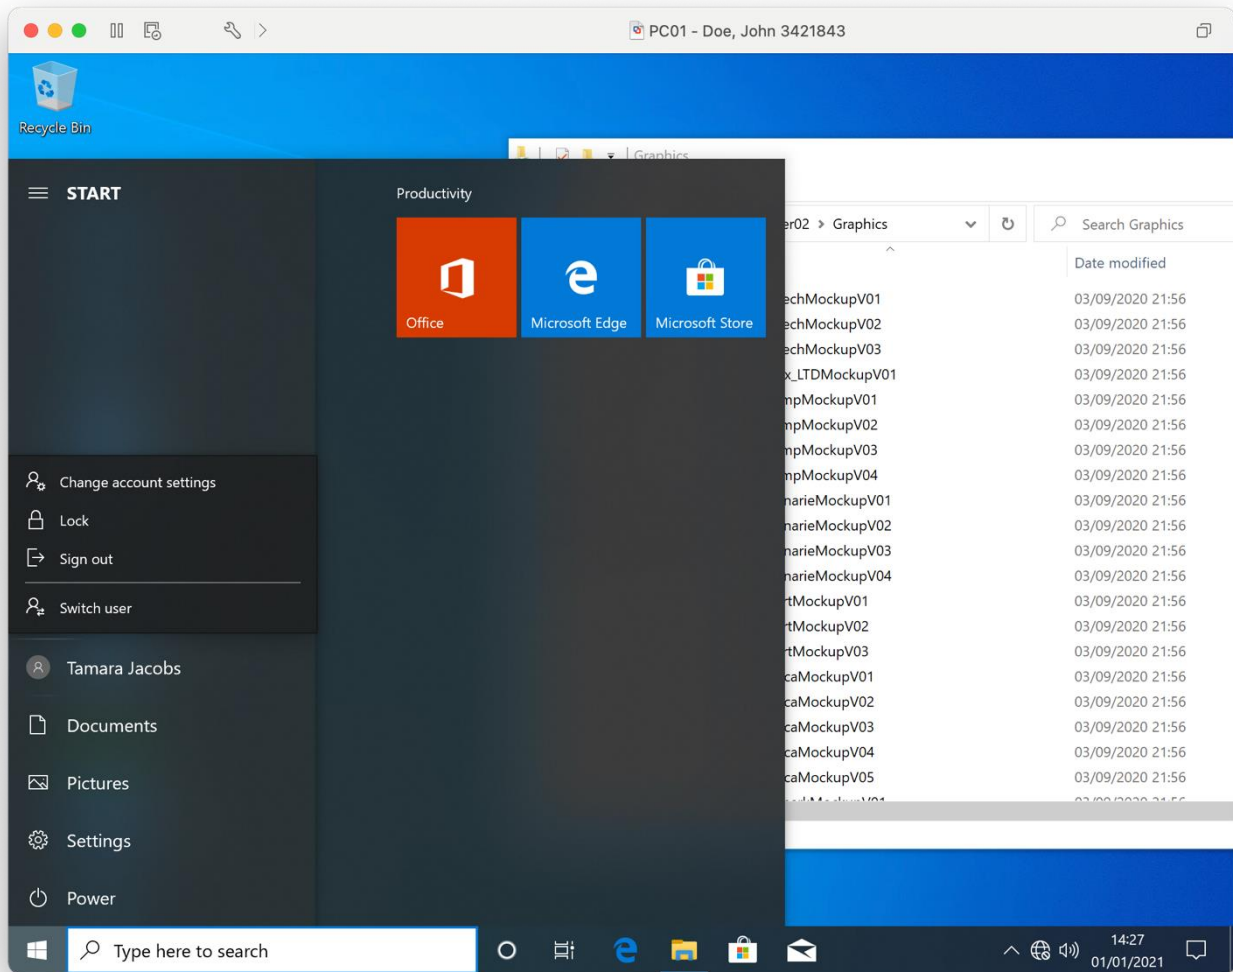 PC01 - Doe, John 3421843
Recycle Bin
Graphics
START
Productivity
Office
Microsoft Edge
Microsoft Store
er02 > Graphics
Search Graphics
Date modified
echMockupV01 03/09/2020 21:56
echMockupV02 03/09/2020 21:56
echMockupV03 03/09/2020 21:56
x_LTDMockupV01 03/09/2020 21:56
mpMockupV01 03/09/2020 21:56
mpMockupV02 03/09/2020 21:56
mpMockupV03 03/09/2020 21:56
mpMockupV04 03/09/2020 21:56
narieMockupV01 03/09/2020 21:56
narieMockupV02 03/09/2020 21:56
narieMockupV03 03/09/2020 21:56
narieMockupV04 03/09/2020 21:56
rtMockupV01 03/09/2020 21:56
rtMockupV02 03/09/2020 21:56
rtMockupV03 03/09/2020 21:56
caMockupV01 03/09/2020 21:56
caMockupV02 03/09/2020 21:56
caMockupV03 03/09/2020 21:56
caMockupV04 03/09/2020 21:56
caMockupV05 03/09/2020 21:56
Change account settings
Lock
Sign out
Switch user
Tamara Jacobs
Documents
Pictures
Settings
Power
Type here to search
14:27
01/01/2021